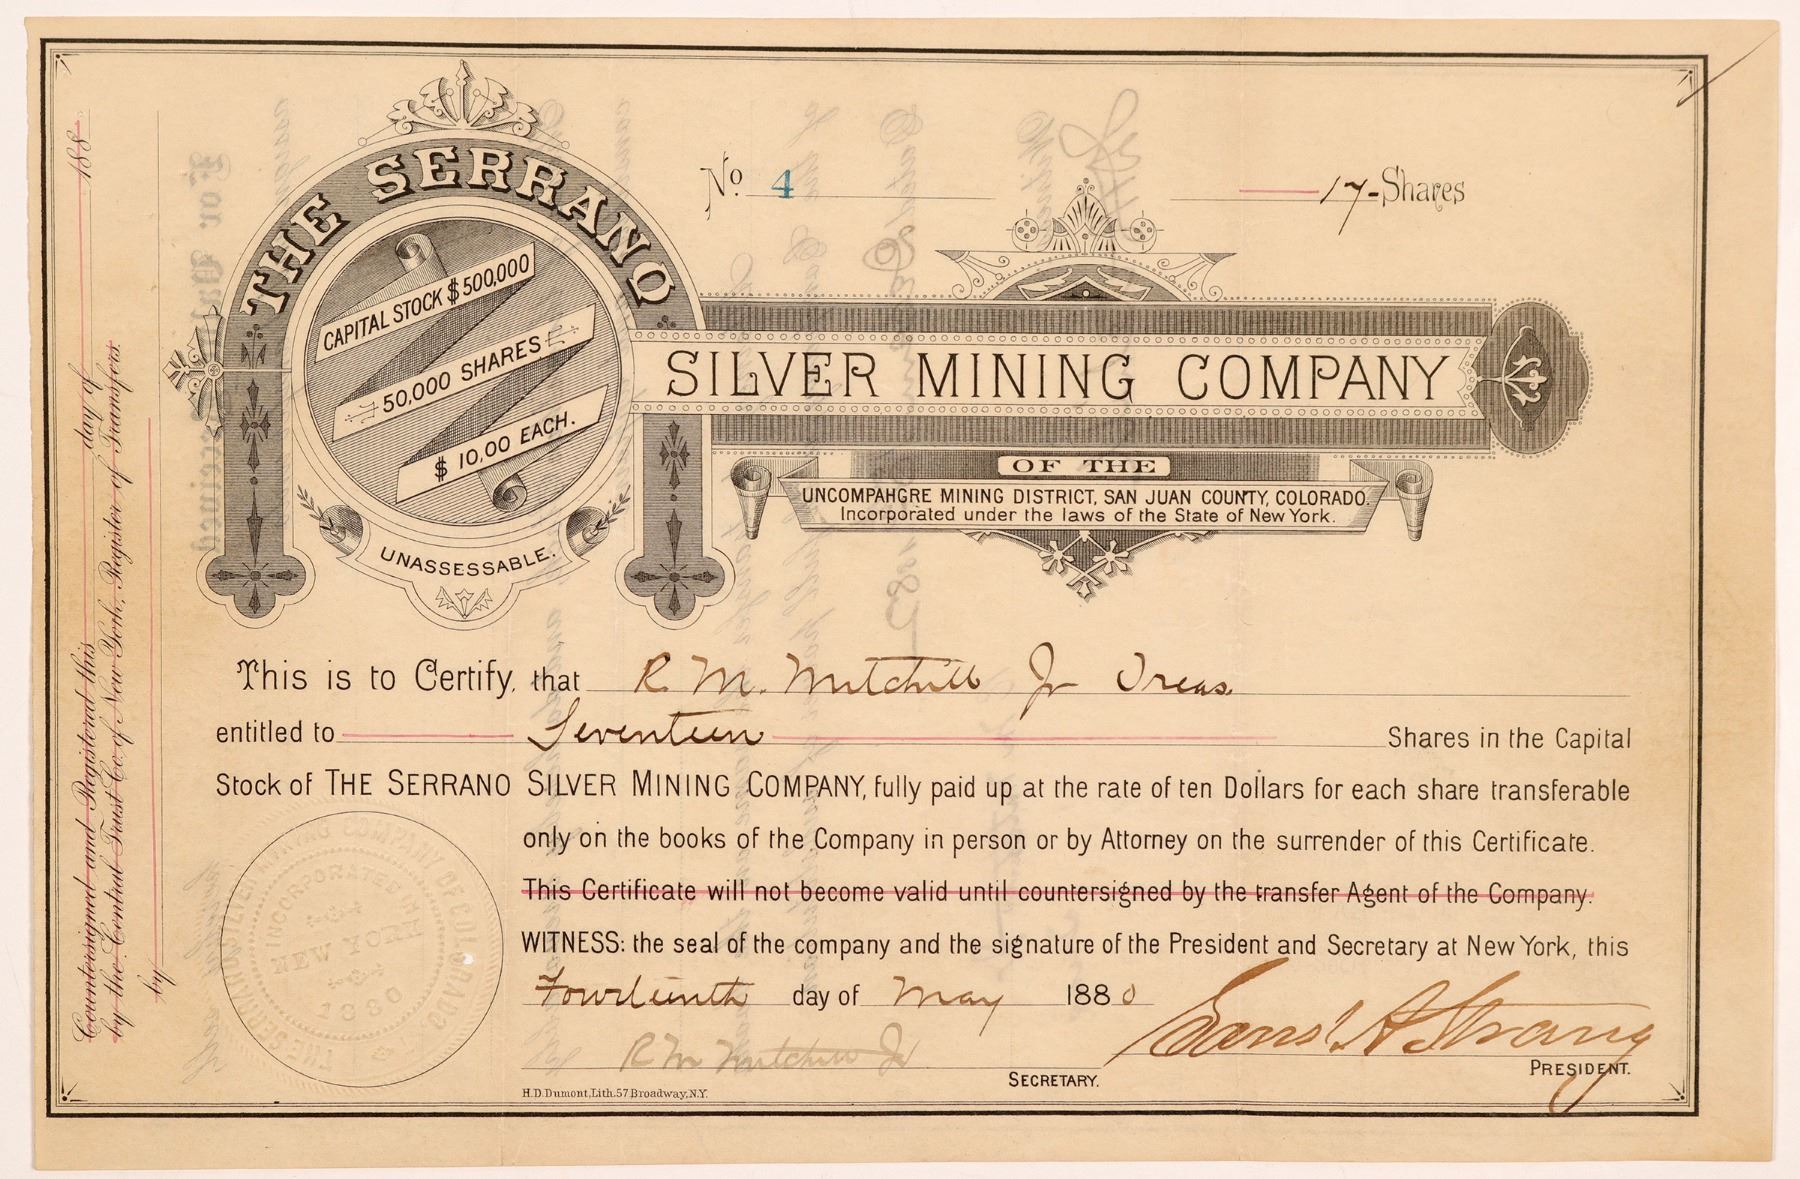 THE SERRANO
CAPITAL STOCK $500,000
50,000 SHARES
$ 10,00 EACH.
UNASSESSABLE.
No. 4
17-Shares
SILVER MINING COMPANY
OF THE
UNCOMPAHGRE MINING DISTRICT, SAN JUAN COUNTY, COLORADO.
Incorporated under the laws of the State of New York.
This is to Certify, that R. M. Mitchill Jr Treas.
entitled to Seventeen Shares in the Capital
Stock of THE SERRANO SILVER MINING COMPANY, fully paid up at the rate of ten Dollars for each share transferable
only on the books of the Company in person or by Attorney on the surrender of this Certificate.
This Certificate will not become valid until countersigned by the transfer Agent of the Company.
WITNESS: the seal of the company and the signature of the President and Secretary at New York, this
Fourteenth day of May 1880
R M Mitchill Jr
SECRETARY.
A Strang
PRESIDENT.
H.D. Dumont, Lith. 57 Broadway, N.Y.
Countersigned and Registered this day of 188
by the Central Trust Co. of New York, Register of Transfers.
by
THE SERRANO SILVER MINING COMPANY OF COLORADO
INCORPORATED IN
NEW YORK
1880